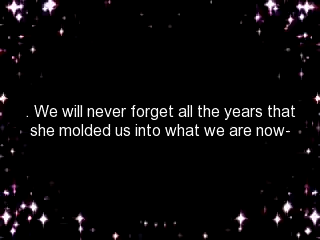 . We will never forget all the years that
she molded us into what we are now-